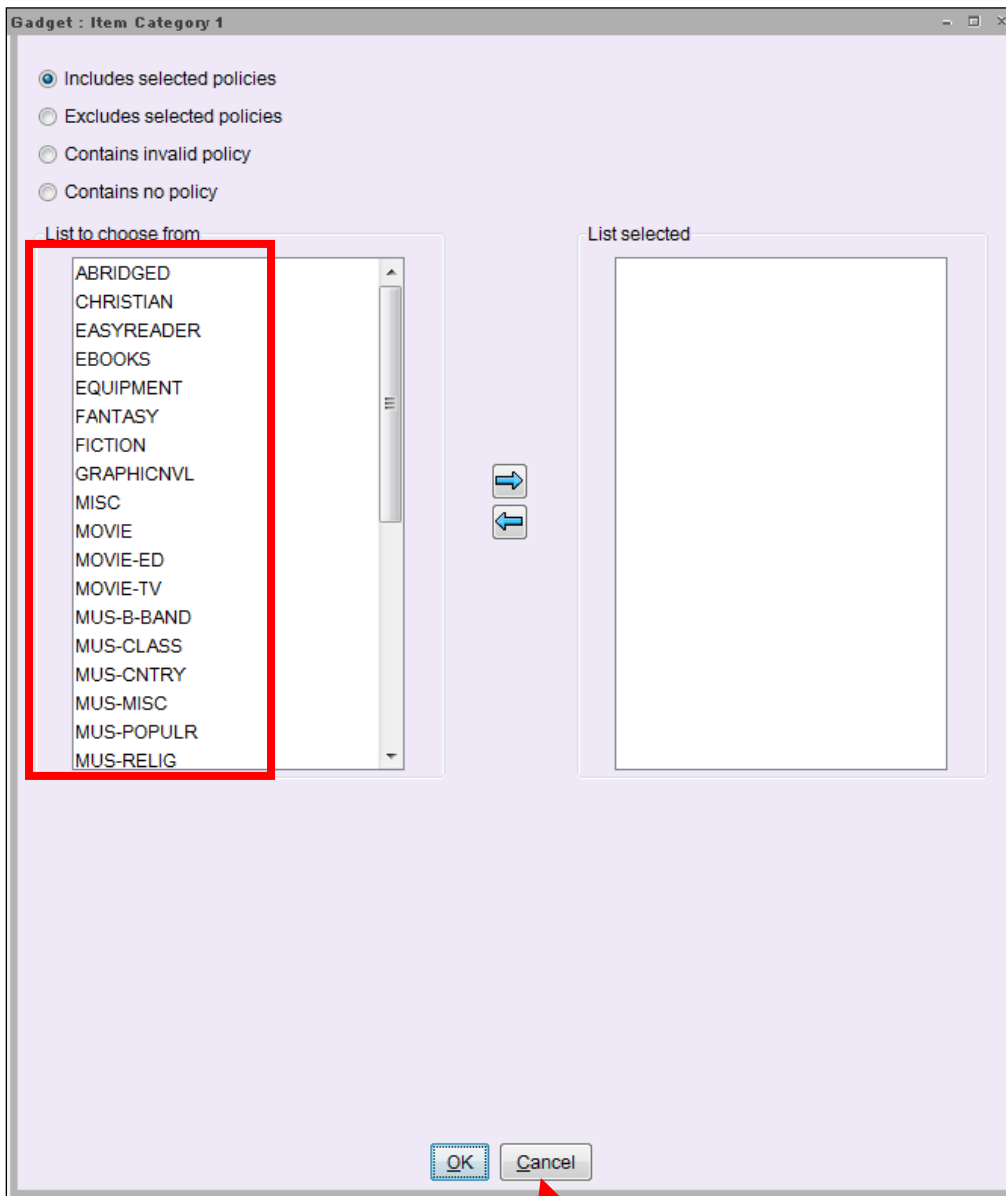 Gadget : Item Category 1
Includes selected policies
Excludes selected policies
Contains invalid policy
Contains no policy
List to choose from
ABRIDGED
CHRISTIAN
EASYREADER
EBOOKS
EQUIPMENT
FANTASY
FICTION
GRAPHICNVL
MISC
MOVIE
MOVIE-ED
MOVIE-TV
MUS-B-BAND
MUS-CLASS
MUS-CNTRY
MUS-MISC
MUS-POPULR
MUS-RELIG
List selected
OK
Cancel